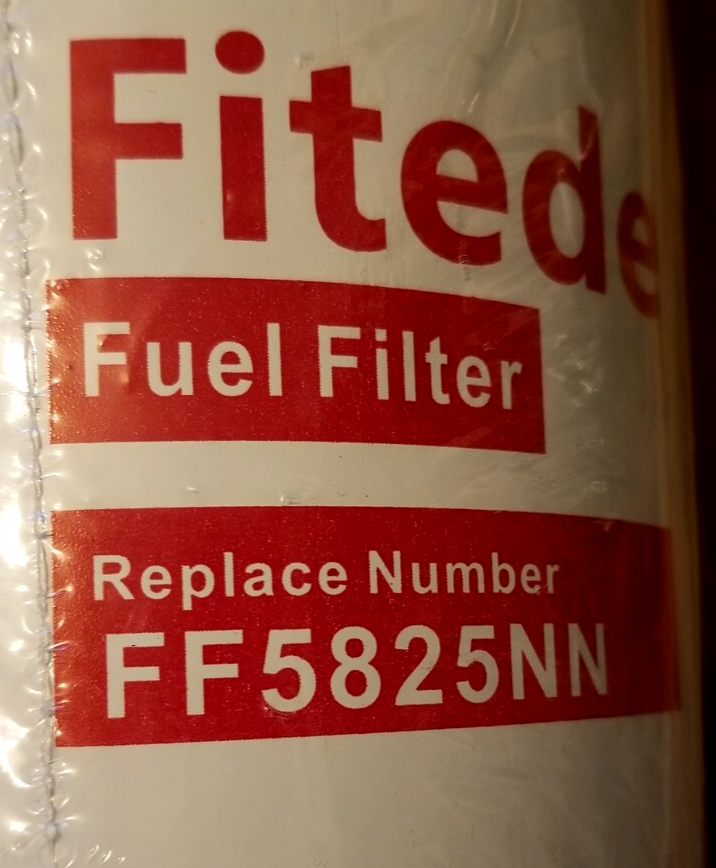 Fitede
Fuel Filter
Replace Number
FF5825NN